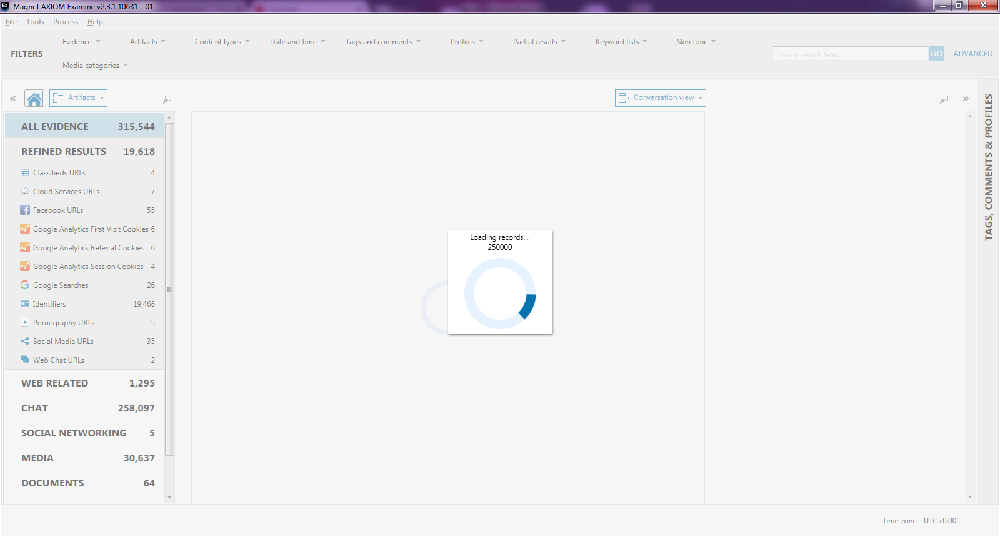 Magnet AXIOM Examine v2.3.1.10631 - 01
File Tools Process Help
FILTERS
Evidence Artifacts Content types Date and time Tags and comments Profiles Partial results Keyword lists Skin tone
Media categories
Type a search term... GO ADVANCED
Artifacts
Conversation view
TAGS, COMMENTS & PROFILES
ALL EVIDENCE 315,544
REFINED RESULTS 19,618
Classifieds URLs 4
Cloud Services URLs 7
Facebook URLs 55
Google Analytics First Visit Cookies 6
Google Analytics Referral Cookies 6
Google Analytics Session Cookies 4
Google Searches 26
Identifiers 19,468
Pornography URLs 5
Social Media URLs 35
Web Chat URLs 2
WEB RELATED 1,295
CHAT 258,097
SOCIAL NETWORKING 5
MEDIA 30,637
DOCUMENTS 64
Loading records....
250000
Time zone UTC+0:00